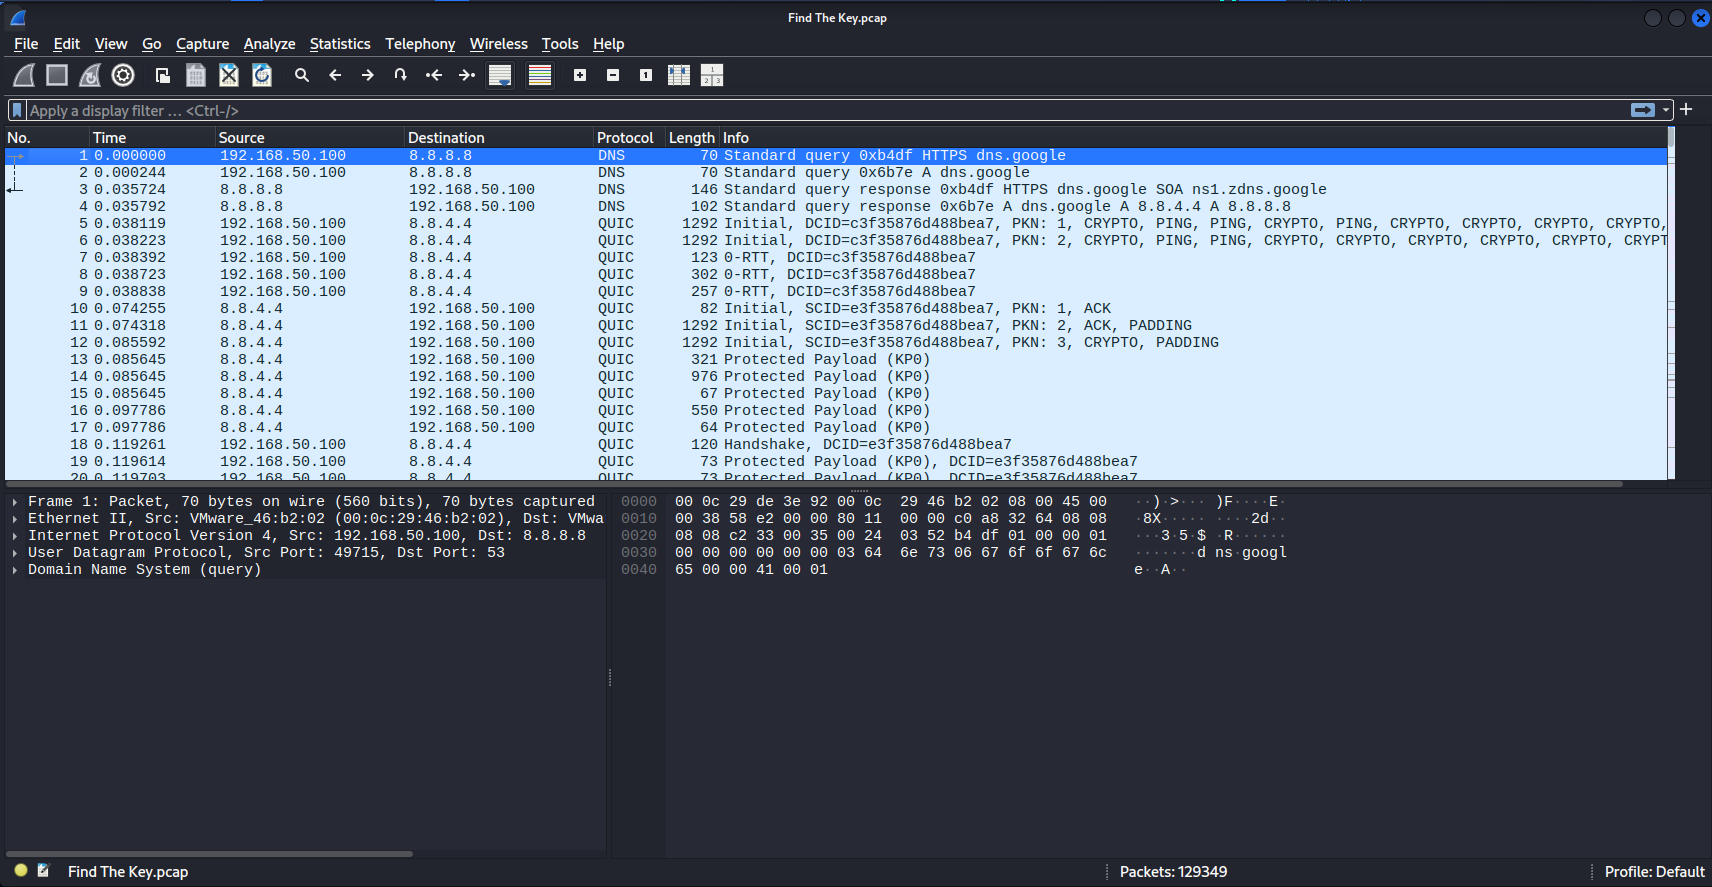 Find The Key.pcap
File Edit View Go Capture Analyze Statistics Telephony Wireless Tools Help
Apply a display filter … <Ctrl-/>
No. Time Source Destination Protocol Length Info
1 0.000000 192.168.50.100 8.8.8.8 DNS 70 Standard query 0xb4df HTTPS dns.google
2 0.000244 192.168.50.100 8.8.8.8 DNS 70 Standard query 0x6b7e A dns.google
3 0.035724 8.8.8.8 192.168.50.100 DNS 146 Standard query response 0xb4df HTTPS dns.google SOA ns1.zdns.google
4 0.035792 8.8.8.8 192.168.50.100 DNS 102 Standard query response 0x6b7e A dns.google A 8.8.4.4 A 8.8.8.8
5 0.038119 192.168.50.100 8.8.4.4 QUIC 1292 Initial, DCID=c3f35876d488bea7, PKN: 1, CRYPTO, PING, PING, CRYPTO, PING, CRYPTO, CRYPTO, CRYPTO, CRYPTO,
6 0.038223 192.168.50.100 8.8.4.4 QUIC 1292 Initial, DCID=c3f35876d488bea7, PKN: 2, CRYPTO, PING, PING, CRYPTO, CRYPTO, CRYPTO, CRYPTO, CRYPTO, CRYPT
7 0.038392 192.168.50.100 8.8.4.4 QUIC 123 0-RTT, DCID=c3f35876d488bea7
8 0.038723 192.168.50.100 8.8.4.4 QUIC 302 0-RTT, DCID=c3f35876d488bea7
9 0.038838 192.168.50.100 8.8.4.4 QUIC 257 0-RTT, DCID=c3f35876d488bea7
10 0.074255 8.8.4.4 192.168.50.100 QUIC 82 Initial, SCID=e3f35876d488bea7, PKN: 1, ACK
11 0.074318 8.8.4.4 192.168.50.100 QUIC 1292 Initial, SCID=e3f35876d488bea7, PKN: 2, ACK, PADDING
12 0.085592 8.8.4.4 192.168.50.100 QUIC 1292 Initial, SCID=e3f35876d488bea7, PKN: 3, CRYPTO, PADDING
13 0.085645 8.8.4.4 192.168.50.100 QUIC 321 Protected Payload (KP0)
14 0.085645 8.8.4.4 192.168.50.100 QUIC 976 Protected Payload (KP0)
15 0.085645 8.8.4.4 192.168.50.100 QUIC 67 Protected Payload (KP0)
16 0.097786 8.8.4.4 192.168.50.100 QUIC 550 Protected Payload (KP0)
17 0.097786 8.8.4.4 192.168.50.100 QUIC 64 Protected Payload (KP0)
18 0.119261 192.168.50.100 8.8.4.4 QUIC 120 Handshake, DCID=e3f35876d488bea7
19 0.119614 192.168.50.100 8.8.4.4 QUIC 73 Protected Payload (KP0), DCID=e3f35876d488bea7
20 0.119703 192.168.50.100 8.8.4.4 QUIC 73 Protected Payload (KP0), DCID=e3f35876d488bea7
Frame 1: Packet, 70 bytes on wire (560 bits), 70 bytes captured
Ethernet II, Src: VMware_46:b2:02 (00:0c:29:46:b2:02), Dst: VMwa
Internet Protocol Version 4, Src: 192.168.50.100, Dst: 8.8.8.8
User Datagram Protocol, Src Port: 49715, Dst Port: 53
Domain Name System (query)
0000 00 0c 29 de 3e 92 00 0c 29 46 b2 02 08 00 45 00 ··)·>··· )F····E·
0010 00 38 58 e2 00 00 80 11 00 00 c0 a8 32 64 08 08 ·8X····· ····2d··
0020 08 08 c2 33 00 35 00 24 03 52 b4 df 01 00 00 01 ···3·5·$ ·R······
0030 00 00 00 00 00 00 03 64 6e 73 06 67 6f 6f 67 6c ·······d ns·googl
0040 65 00 00 41 00 01 e··A··
Find The Key.pcap
Packets: 129349
Profile: Default